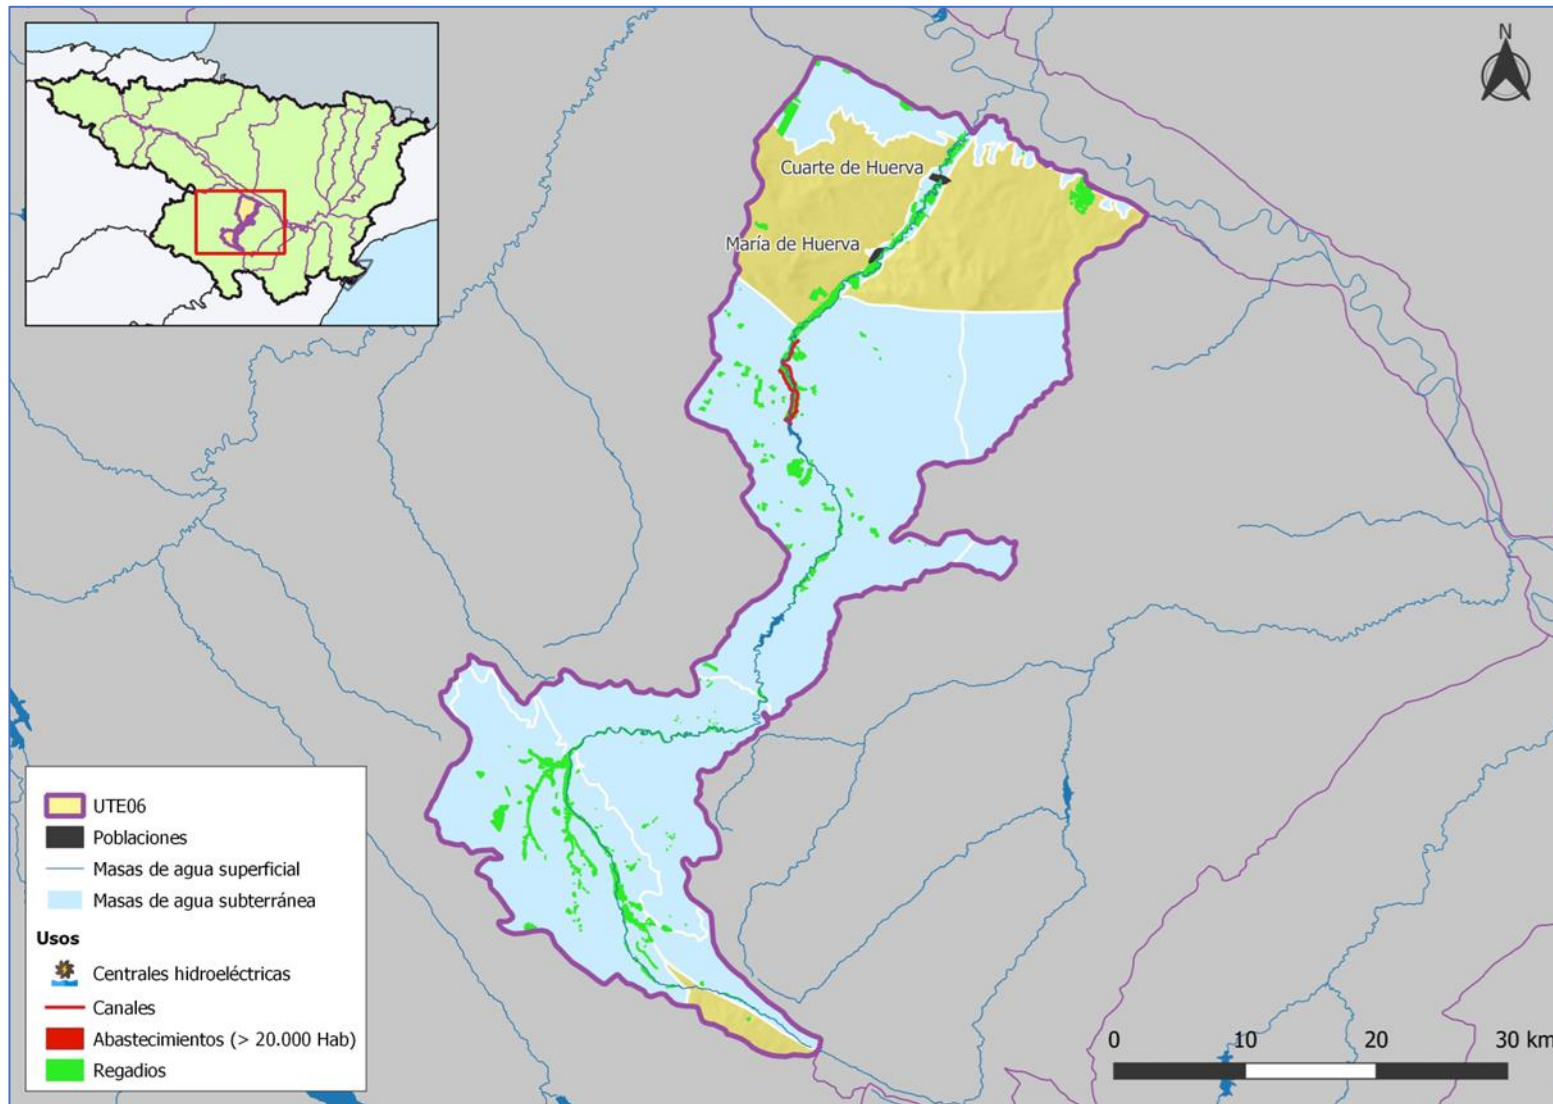 N
Cuarte de Huerva
María de Huerva
UTE06
Poblaciones
Masas de agua superficial
Masas de agua subterránea
Usos
Centrales hidroeléctricas
Canales
Abastecimientos (> 20.000 Hab)
Regadios
0 10 20 30 km